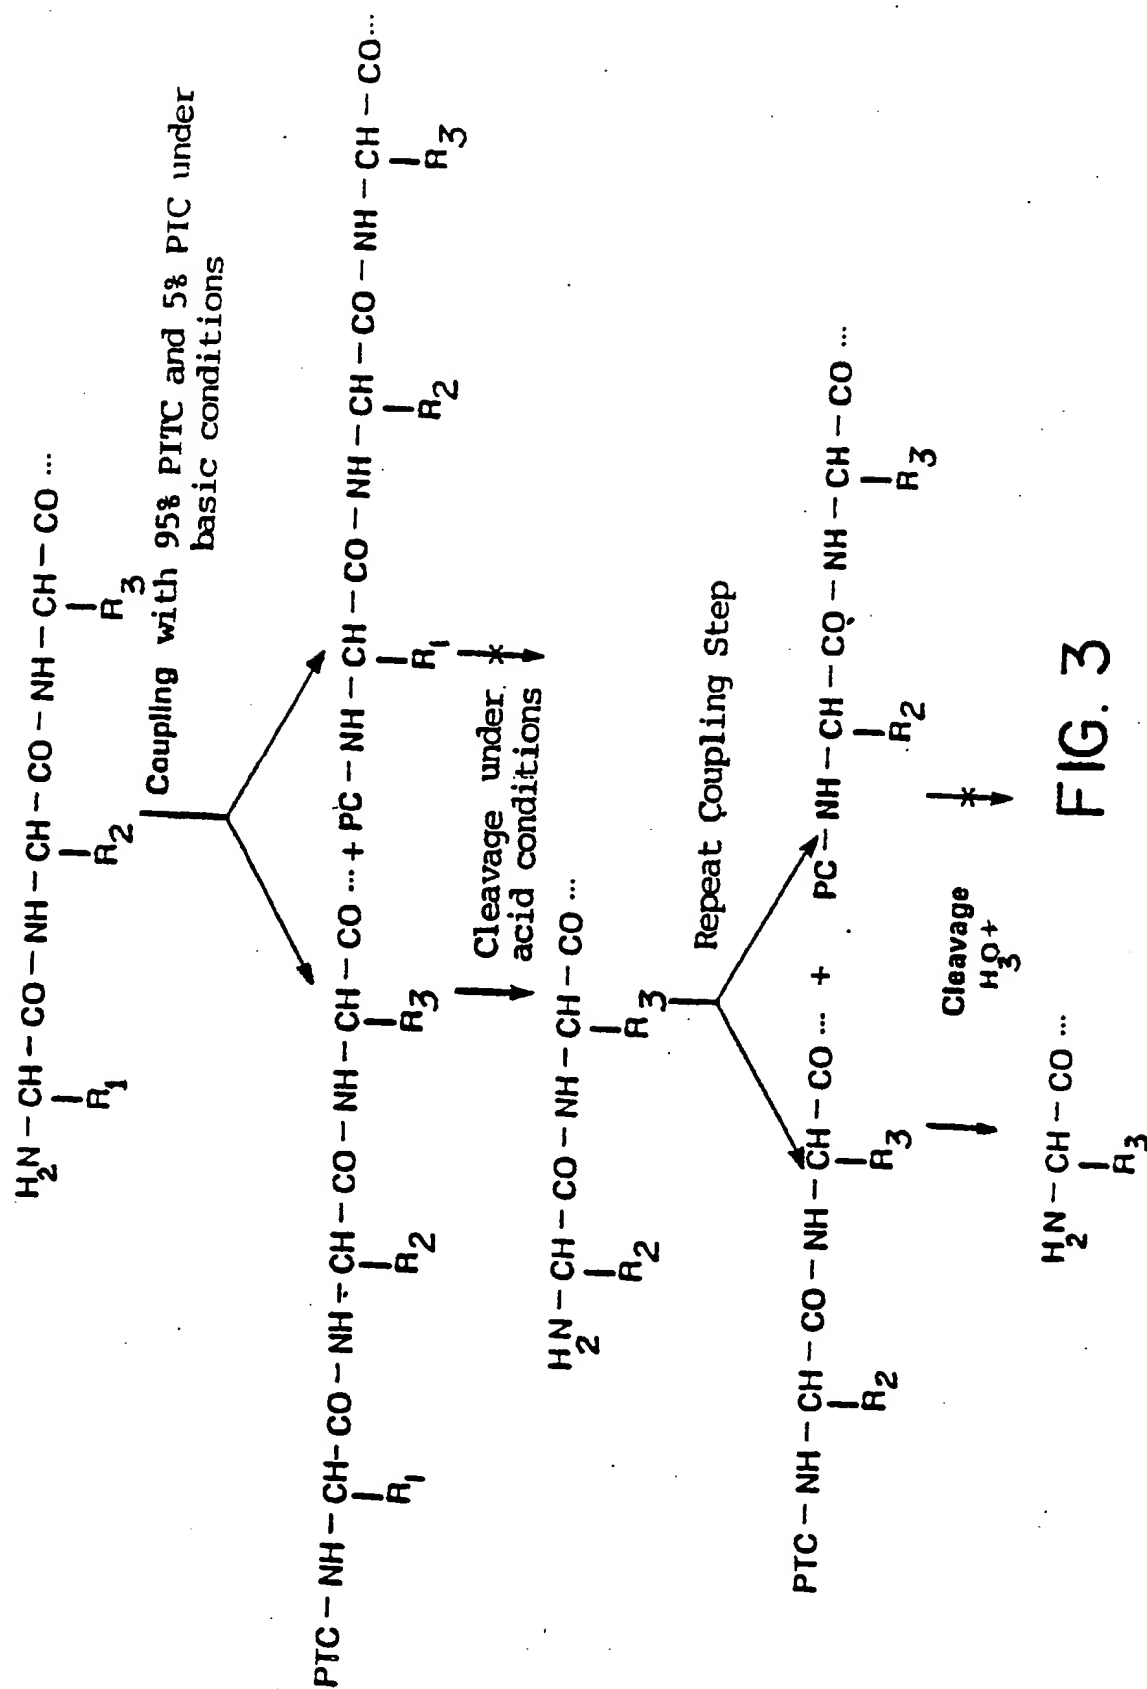 H2N – CH – CO – NH – CH – CO – NH – CH – CO ...
R1 R2 R3
Coupling with 95% PITC and 5% PIC under
basic conditions
PTC – NH – CH – CO – NH – CH – CO – NH – CH – CO ... + PC – NH – CH – CO – NH – CH – CO – NH – CH – CO ...
R1 R2 R3 R1 R2 R3
Cleavage under
acid conditions
H2N – CH – CO – NH – CH – CO ...
R2 R3
Repeat Coupling Step
PTC – NH – CH – CO – NH – CH – CO ... + PC – NH – CH – CO – NH – CH – CO ...
R2 R3 R2 R3
Cleavage
H3O+
H2N – CH – CO ...
R3
FIG. 3